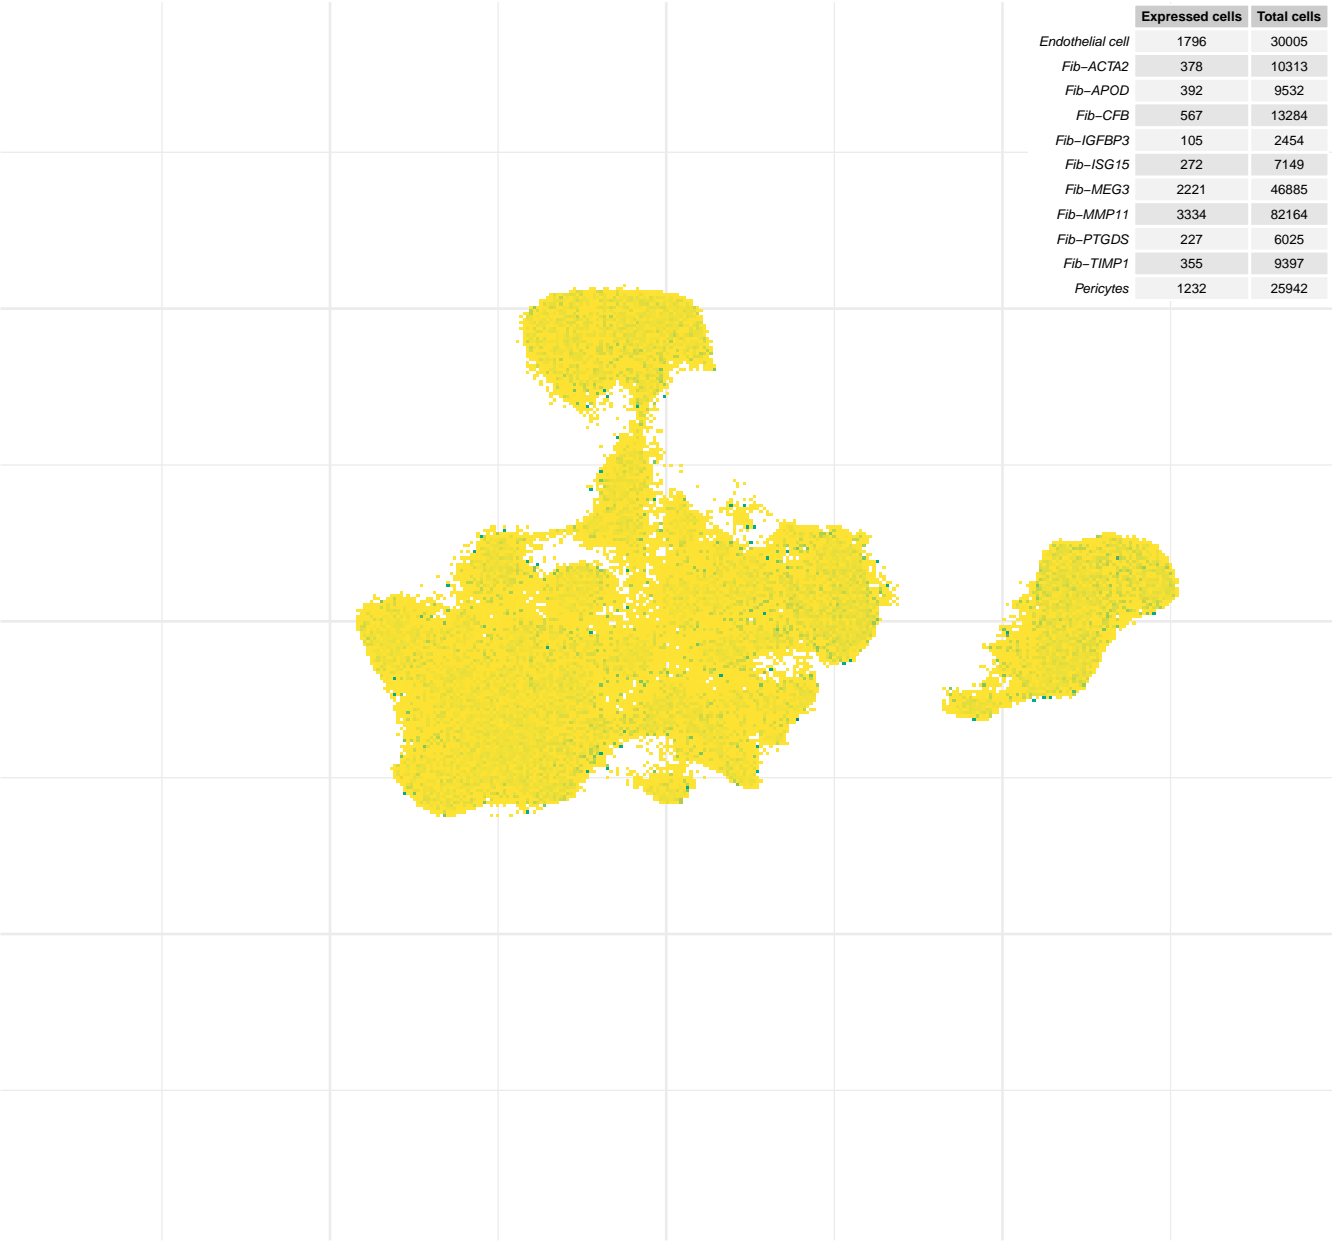 Expressed cells Total cells
Endothelial cell 1796 30005
Fib−ACTA2 378 10313
Fib−APOD 392 9532
Fib−CFB 567 13284
Fib−IGFBP3 105 2454
Fib−ISG15 272 7149
Fib−MEG3 2221 46885
Fib−MMP11 3334 82164
Fib−PTGDS 227 6025
Fib−TIMP1 355 9397
Pericytes 1232 25942